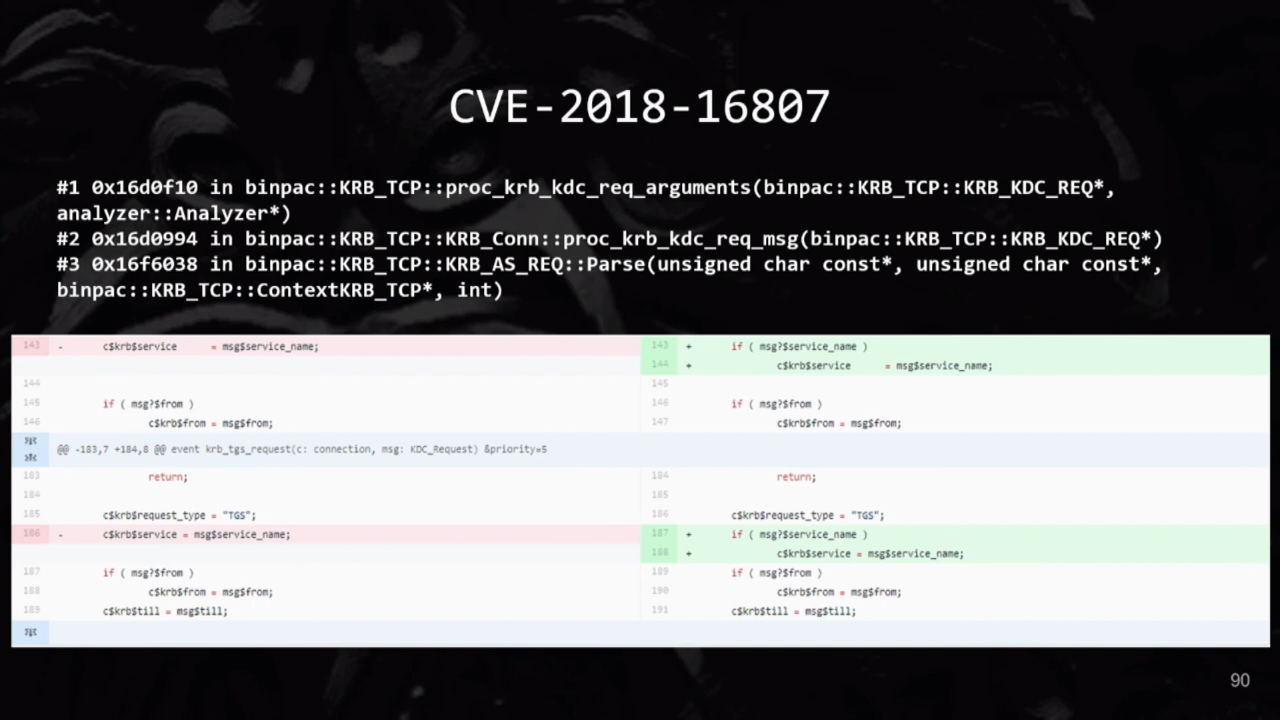 CVE-2018-16807
#1 0x16d0f10 in binpac::KRB_TCP::proc_krb_kdc_req_arguments(binpac::KRB_TCP::KRB_KDC_REQ*,
analyzer::Analyzer*)
#2 0x16d0994 in binpac::KRB_TCP::KRB_Conn::proc_krb_kdc_req_msg(binpac::KRB_TCP::KRB_KDC_REQ*)
#3 0x16f6038 in binpac::KRB_TCP::KRB_AS_REQ::Parse(unsigned char const*, unsigned char const*,
binpac::KRB_TCP::ContextKRB_TCP*, int)
143 - c$krb$service = msg$service_name;
144
145 if ( msg?$from )
146 c$krb$from = msg$from;
143 + if ( msg?$service_name )
144 + c$krb$service = msg$service_name;
145
146 if ( msg?$from )
147 c$krb$from = msg$from;
@@ -183,7 +184,8 @@ event krb_tgs_request(c: connection, msg: KDC_Request) &priority=5
183 return;
184
185 c$krb$request_type = "TGS";
186 - c$krb$service = msg$service_name;
187 if ( msg?$from )
188 c$krb$from = msg$from;
189 c$krb$till = msg$till;
184 return;
185
186 c$krb$request_type = "TGS";
187 + if ( msg?$service_name )
188 + c$krb$service = msg$service_name;
189 if ( msg?$from )
190 c$krb$from = msg$from;
191 c$krb$till = msg$till;
90